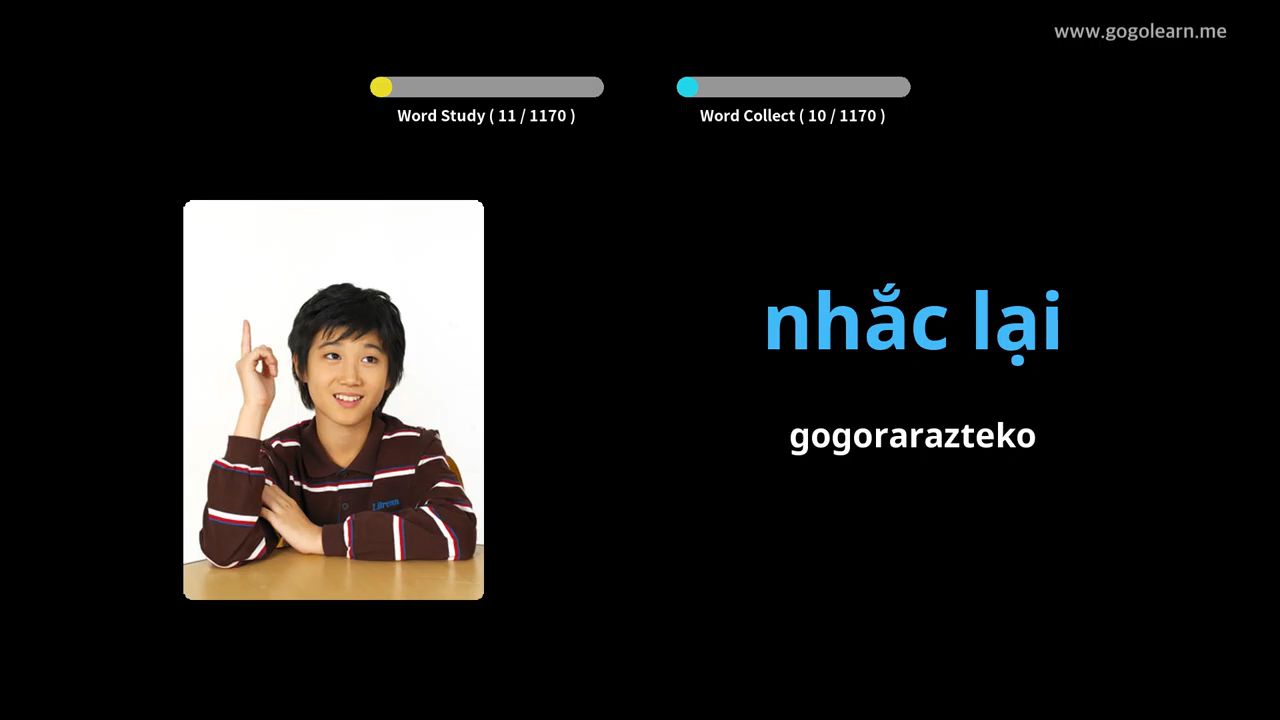 www.gogolearn.me
Word Study ( 11 / 1170 )
Word Collect ( 10 / 1170 )
nhắc lại
gogorarazteko